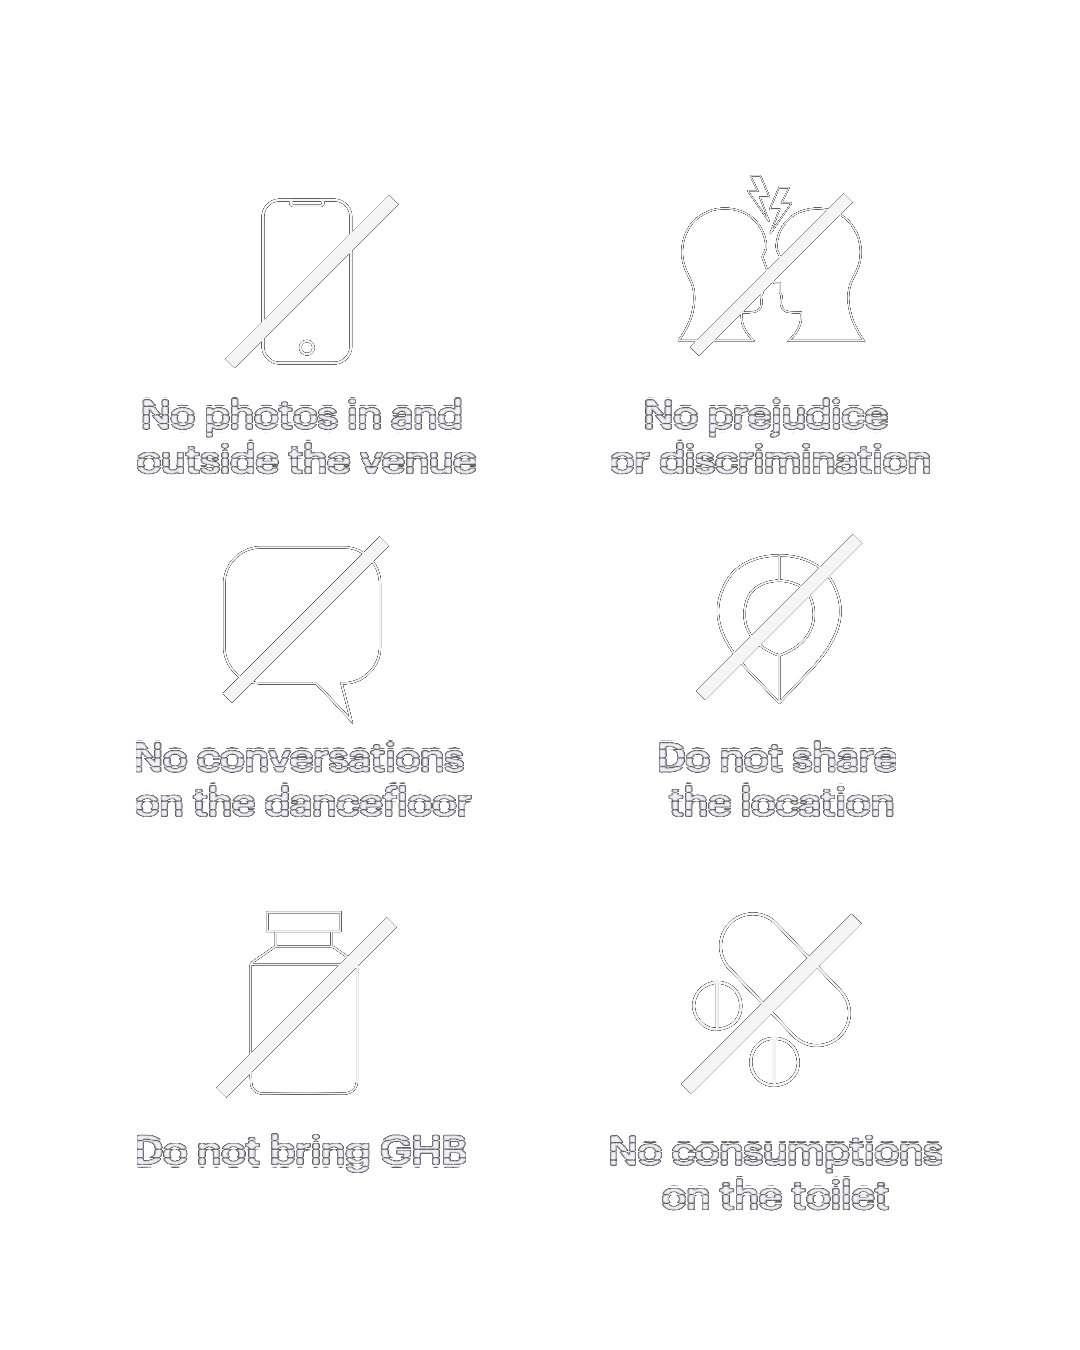 No photos in and
outside the venue
No prejudice
or discrimination
No conversations
on the dancefloor
Do not share
the location
Do not bring GHB
No consumptions
on the toilet